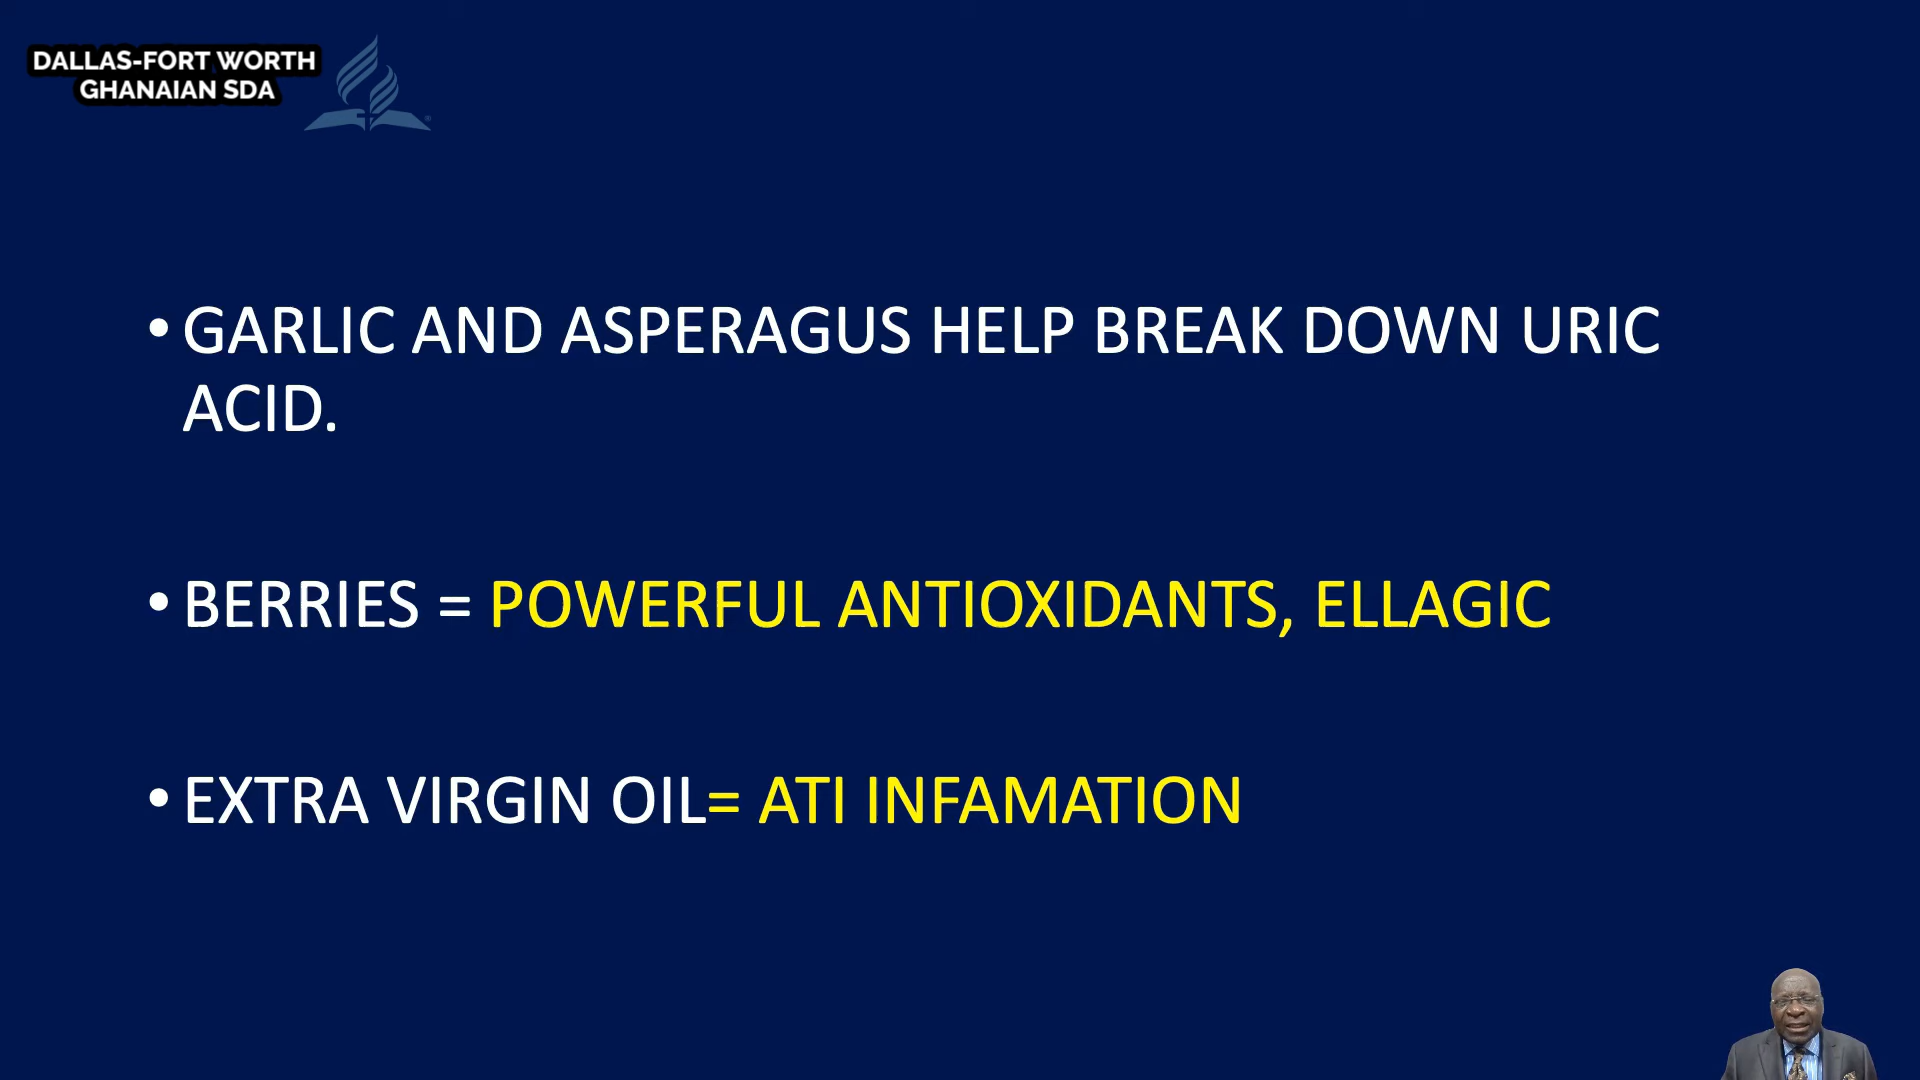 DALLAS-FORT WORTH
GHANAIAN SDA
• GARLIC AND ASPERAGUS HELP BREAK DOWN URIC
ACID.
• BERRIES = POWERFUL ANTIOXIDANTS, ELLAGIC
• EXTRA VIRGIN OIL= ATI INFAMATION